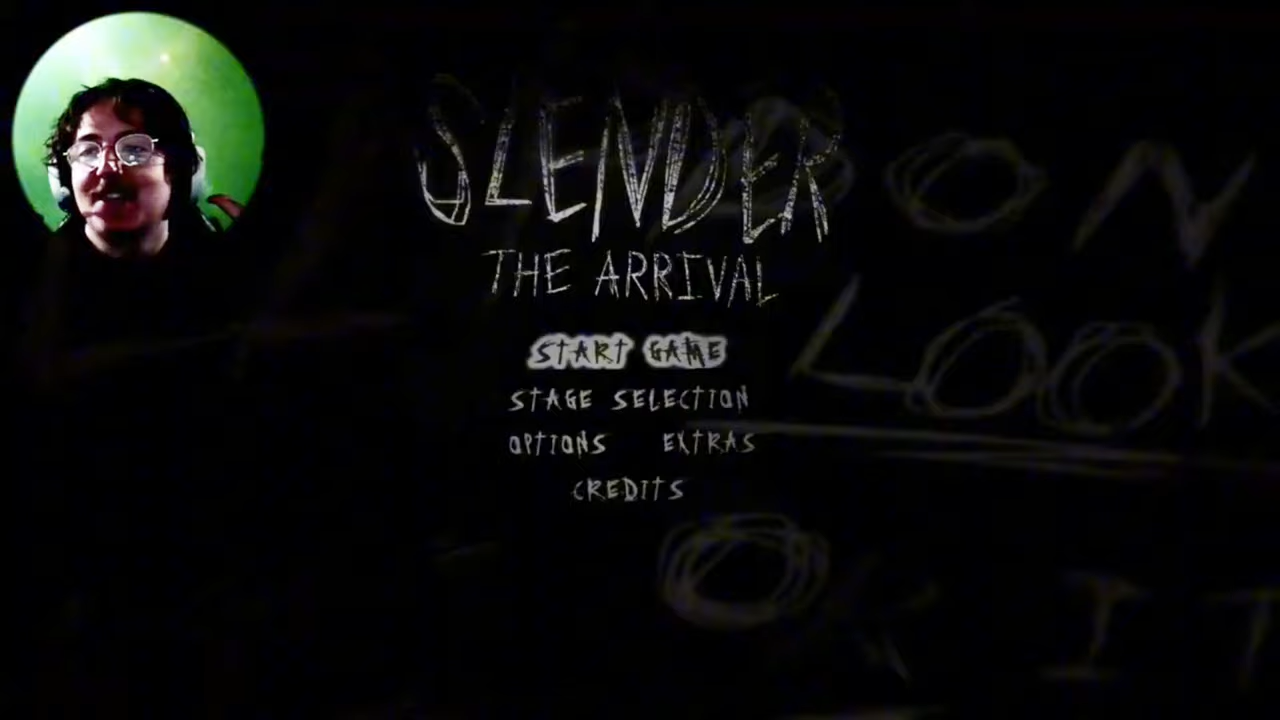 SLENDER
THE ARRIVAL
START GAME
STAGE SELECTION
OPTIONS EXTRAS
CREDITS
LOOK